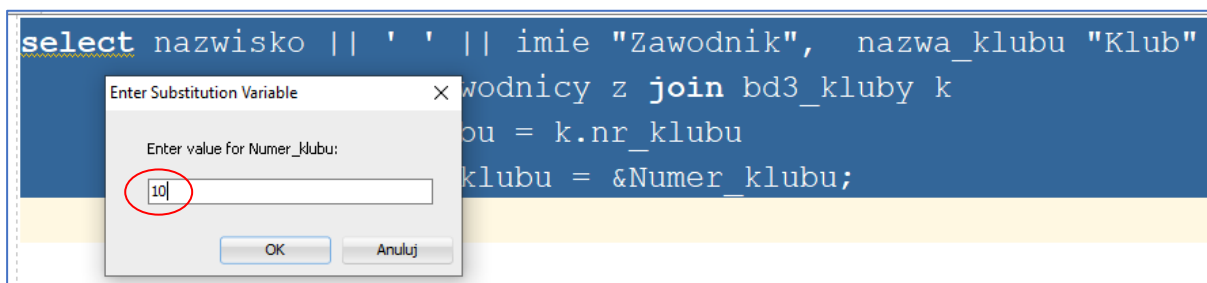 select nazwisko || ' ' || imie "Zawodnik", nazwa_klubu "Klub"
wodnicy z join bd3_kluby k
bu = k.nr_klubu
klubu = &Numer_klubu;
Enter Substitution Variable
Enter value for Numer_klubu:
10
OK Anuluj